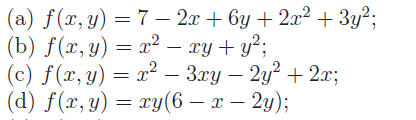 (a) f(x, y) = 7 − 2x + 6y + 2x² + 3y²;
(b) f(x, y) = x² − xy + y²;
(c) f(x, y) = x² − 3xy − 2y² + 2x;
(d) f(x, y) = xy(6 − x − 2y);